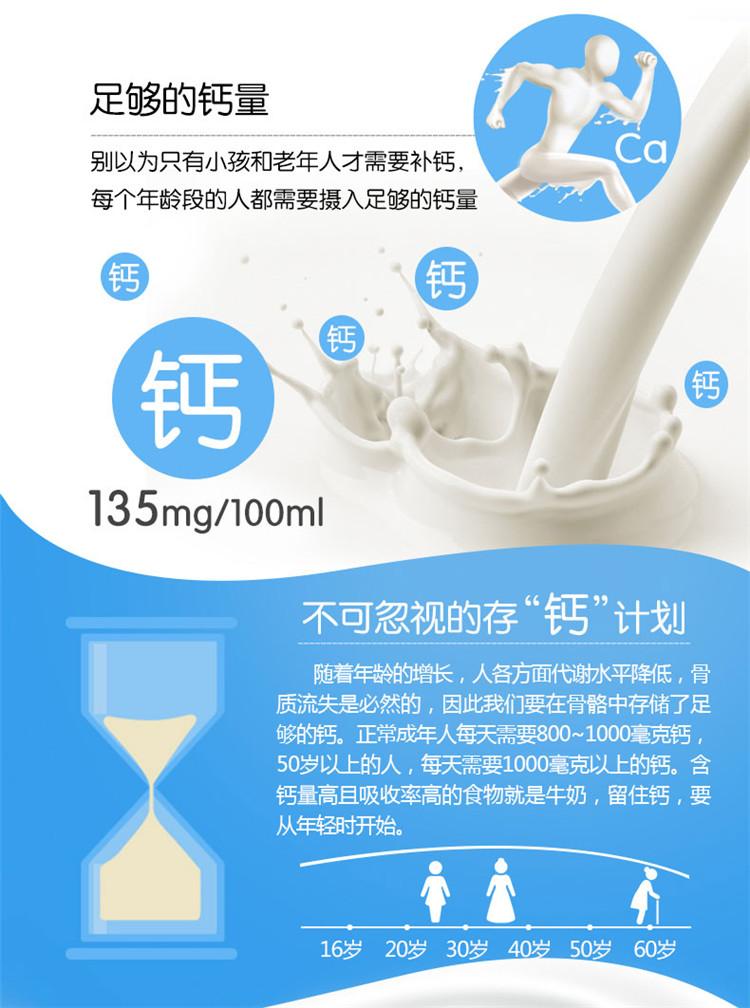 足够的钙量
别以为只有小孩和老年人才需要补钙,
每个年龄段的人都需要摄入足够的钙量
Ca
钙
钙
钙
钙
钙
135mg/100ml
不可忽视的存“钙”计划
随着年龄的增长，人各方面代谢水平降低，骨
质流失是必然的，因此我们要在骨骼中存储了足
够的钙。正常成年人每天需要800~1000毫克钙，
50岁以上的人，每天需要1000毫克以上的钙。含
钙量高且吸收率高的食物就是牛奶，留住钙，要
从年轻时开始。
16岁 20岁 30岁 40岁 50岁 60岁